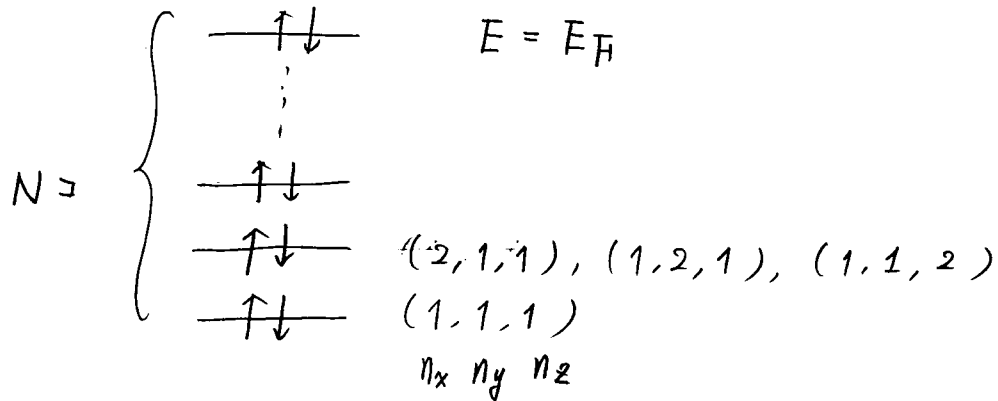 E = E_F
N =
(2, 1, 1), (1, 2, 1), (1, 1, 2)
(1, 1, 1)
n_x n_y n_z